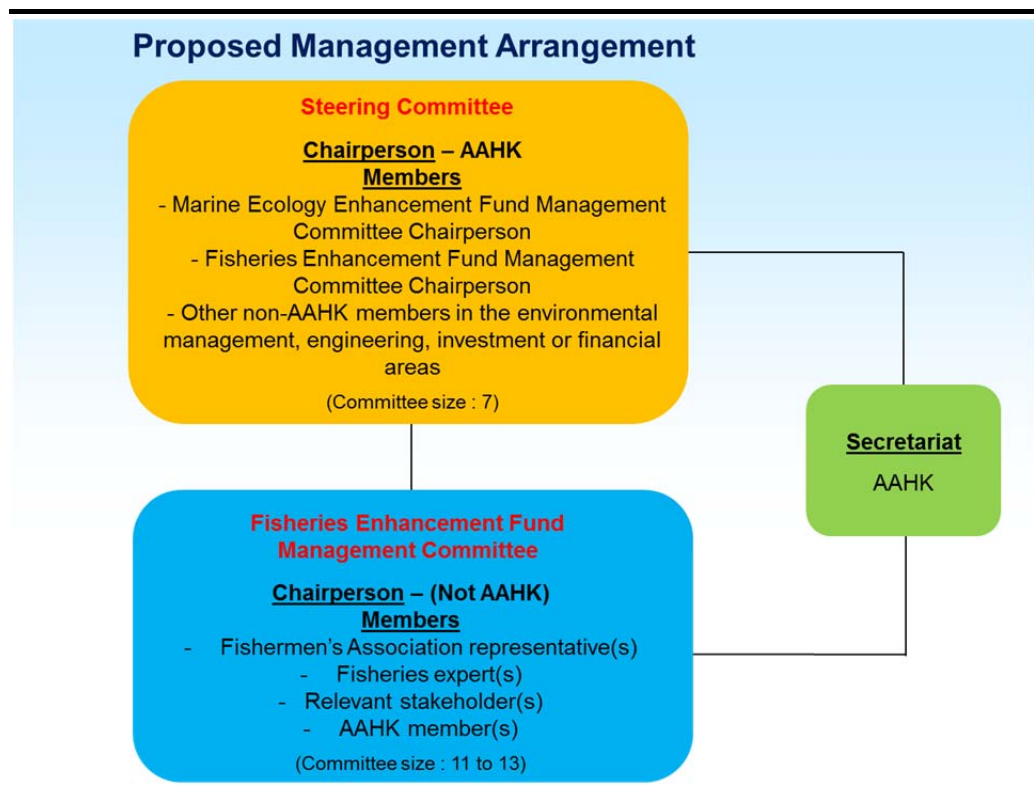 Proposed Management Arrangement
Steering Committee
Chairperson – AAHK
Members
- Marine Ecology Enhancement Fund Management
Committee Chairperson
- Fisheries Enhancement Fund Management
Committee Chairperson
- Other non-AAHK members in the environmental
management, engineering, investment or financial
areas
(Committee size : 7)
Secretariat
AAHK
Fisheries Enhancement Fund
Management Committee
Chairperson – (Not AAHK)
Members
- Fishermen's Association representative(s)
- Fisheries expert(s)
- Relevant stakeholder(s)
- AAHK member(s)
(Committee size : 11 to 13)